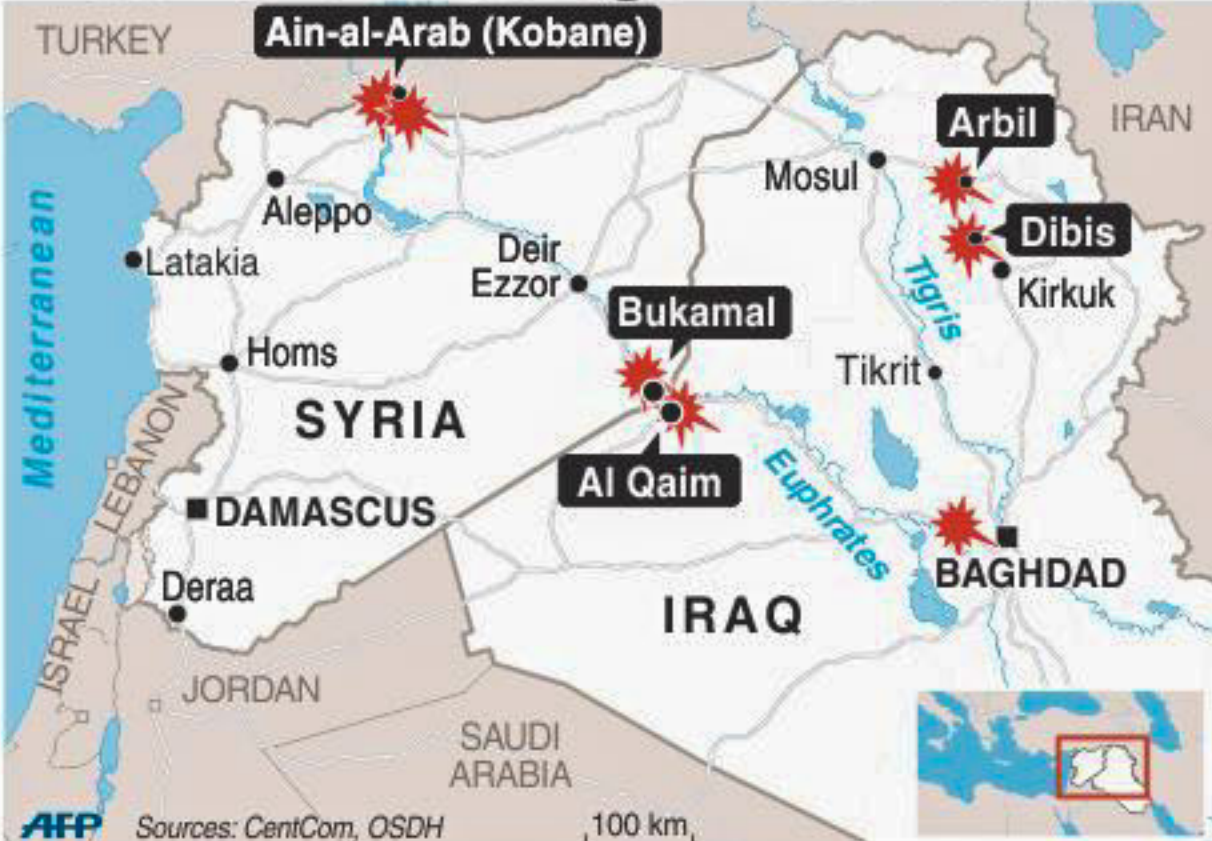 TURKEY
Ain-al-Arab (Kobane)
Arbil
IRAN
Mosul
Aleppo
Dibis
Latakia
Deir
Ezzor
Kirkuk
Tigris
Mediterranean
Bukamal
Homs
Tikrit
SYRIA
LEBANON
Al Qaim
Euphrates
DAMASCUS
BAGHDAD
Deraa
IRAQ
ISRAEL
JORDAN
SAUDI
ARABIA
AFP Sources: CentCom, OSDH
100 km